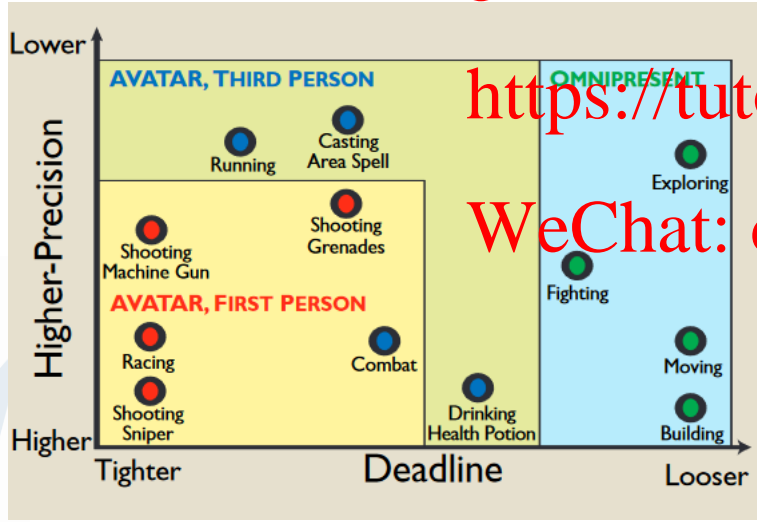 Lower
AVATAR, THIRD PERSON
OMNIPRESENT
https://tut
Running
Casting
Area Spell
Exploring
Higher-Precision
Shooting
Machine Gun
Shooting
Grenades
WeChat:
Fighting
AVATAR, FIRST PERSON
Racing
Combat
Moving
Shooting
Sniper
Drinking
Health Potion
Building
Higher
Tighter
Deadline
Looser